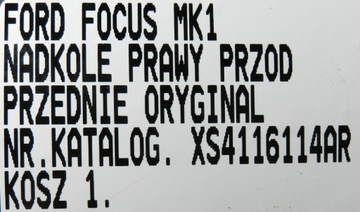 FORD FOCUS MK1
NADKOLE PRAWY PRZOD
PRZEDNIE ORYGINAL
NR.KATALOG. XS4116114AR
KOSZ 1.